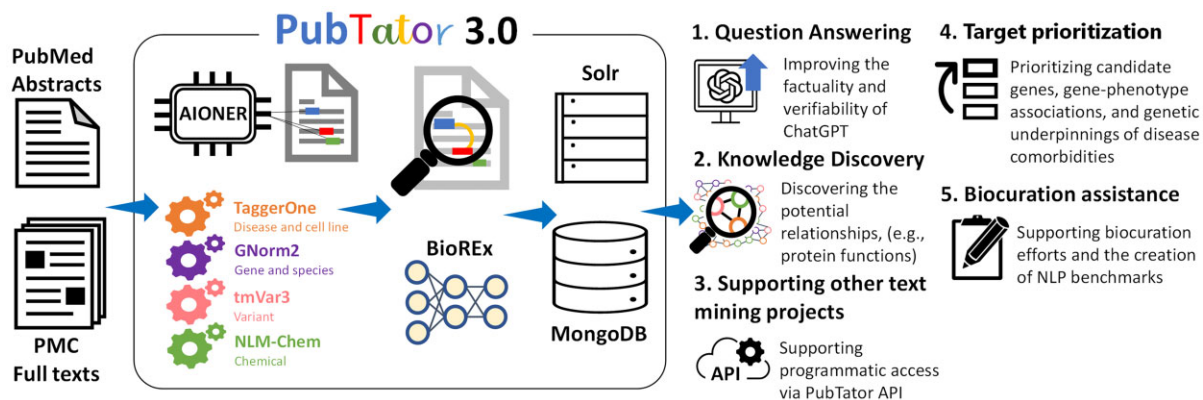 PubMed
Abstracts
PMC
Full texts
PubTator 3.0
AIONER
TaggerOne
Disease and cell line
GNorm2
Gene and species
tmVar3
Variant
NLM-Chem
Chemical
BioREx
Solr
MongoDB
1. Question Answering
Improving the
factuality and
verifiability of
ChatGPT
2. Knowledge Discovery
Discovering the
potential
relationships, (e.g.,
protein functions)
3. Supporting other text
mining projects
API
Supporting
programmatic access
via PubTator API
4. Target prioritization
Prioritizing candidate
genes, gene-phenotype
associations, and genetic
underpinnings of disease
comorbidities
5. Biocuration assistance
Supporting biocuration
efforts and the creation
of NLP benchmarks